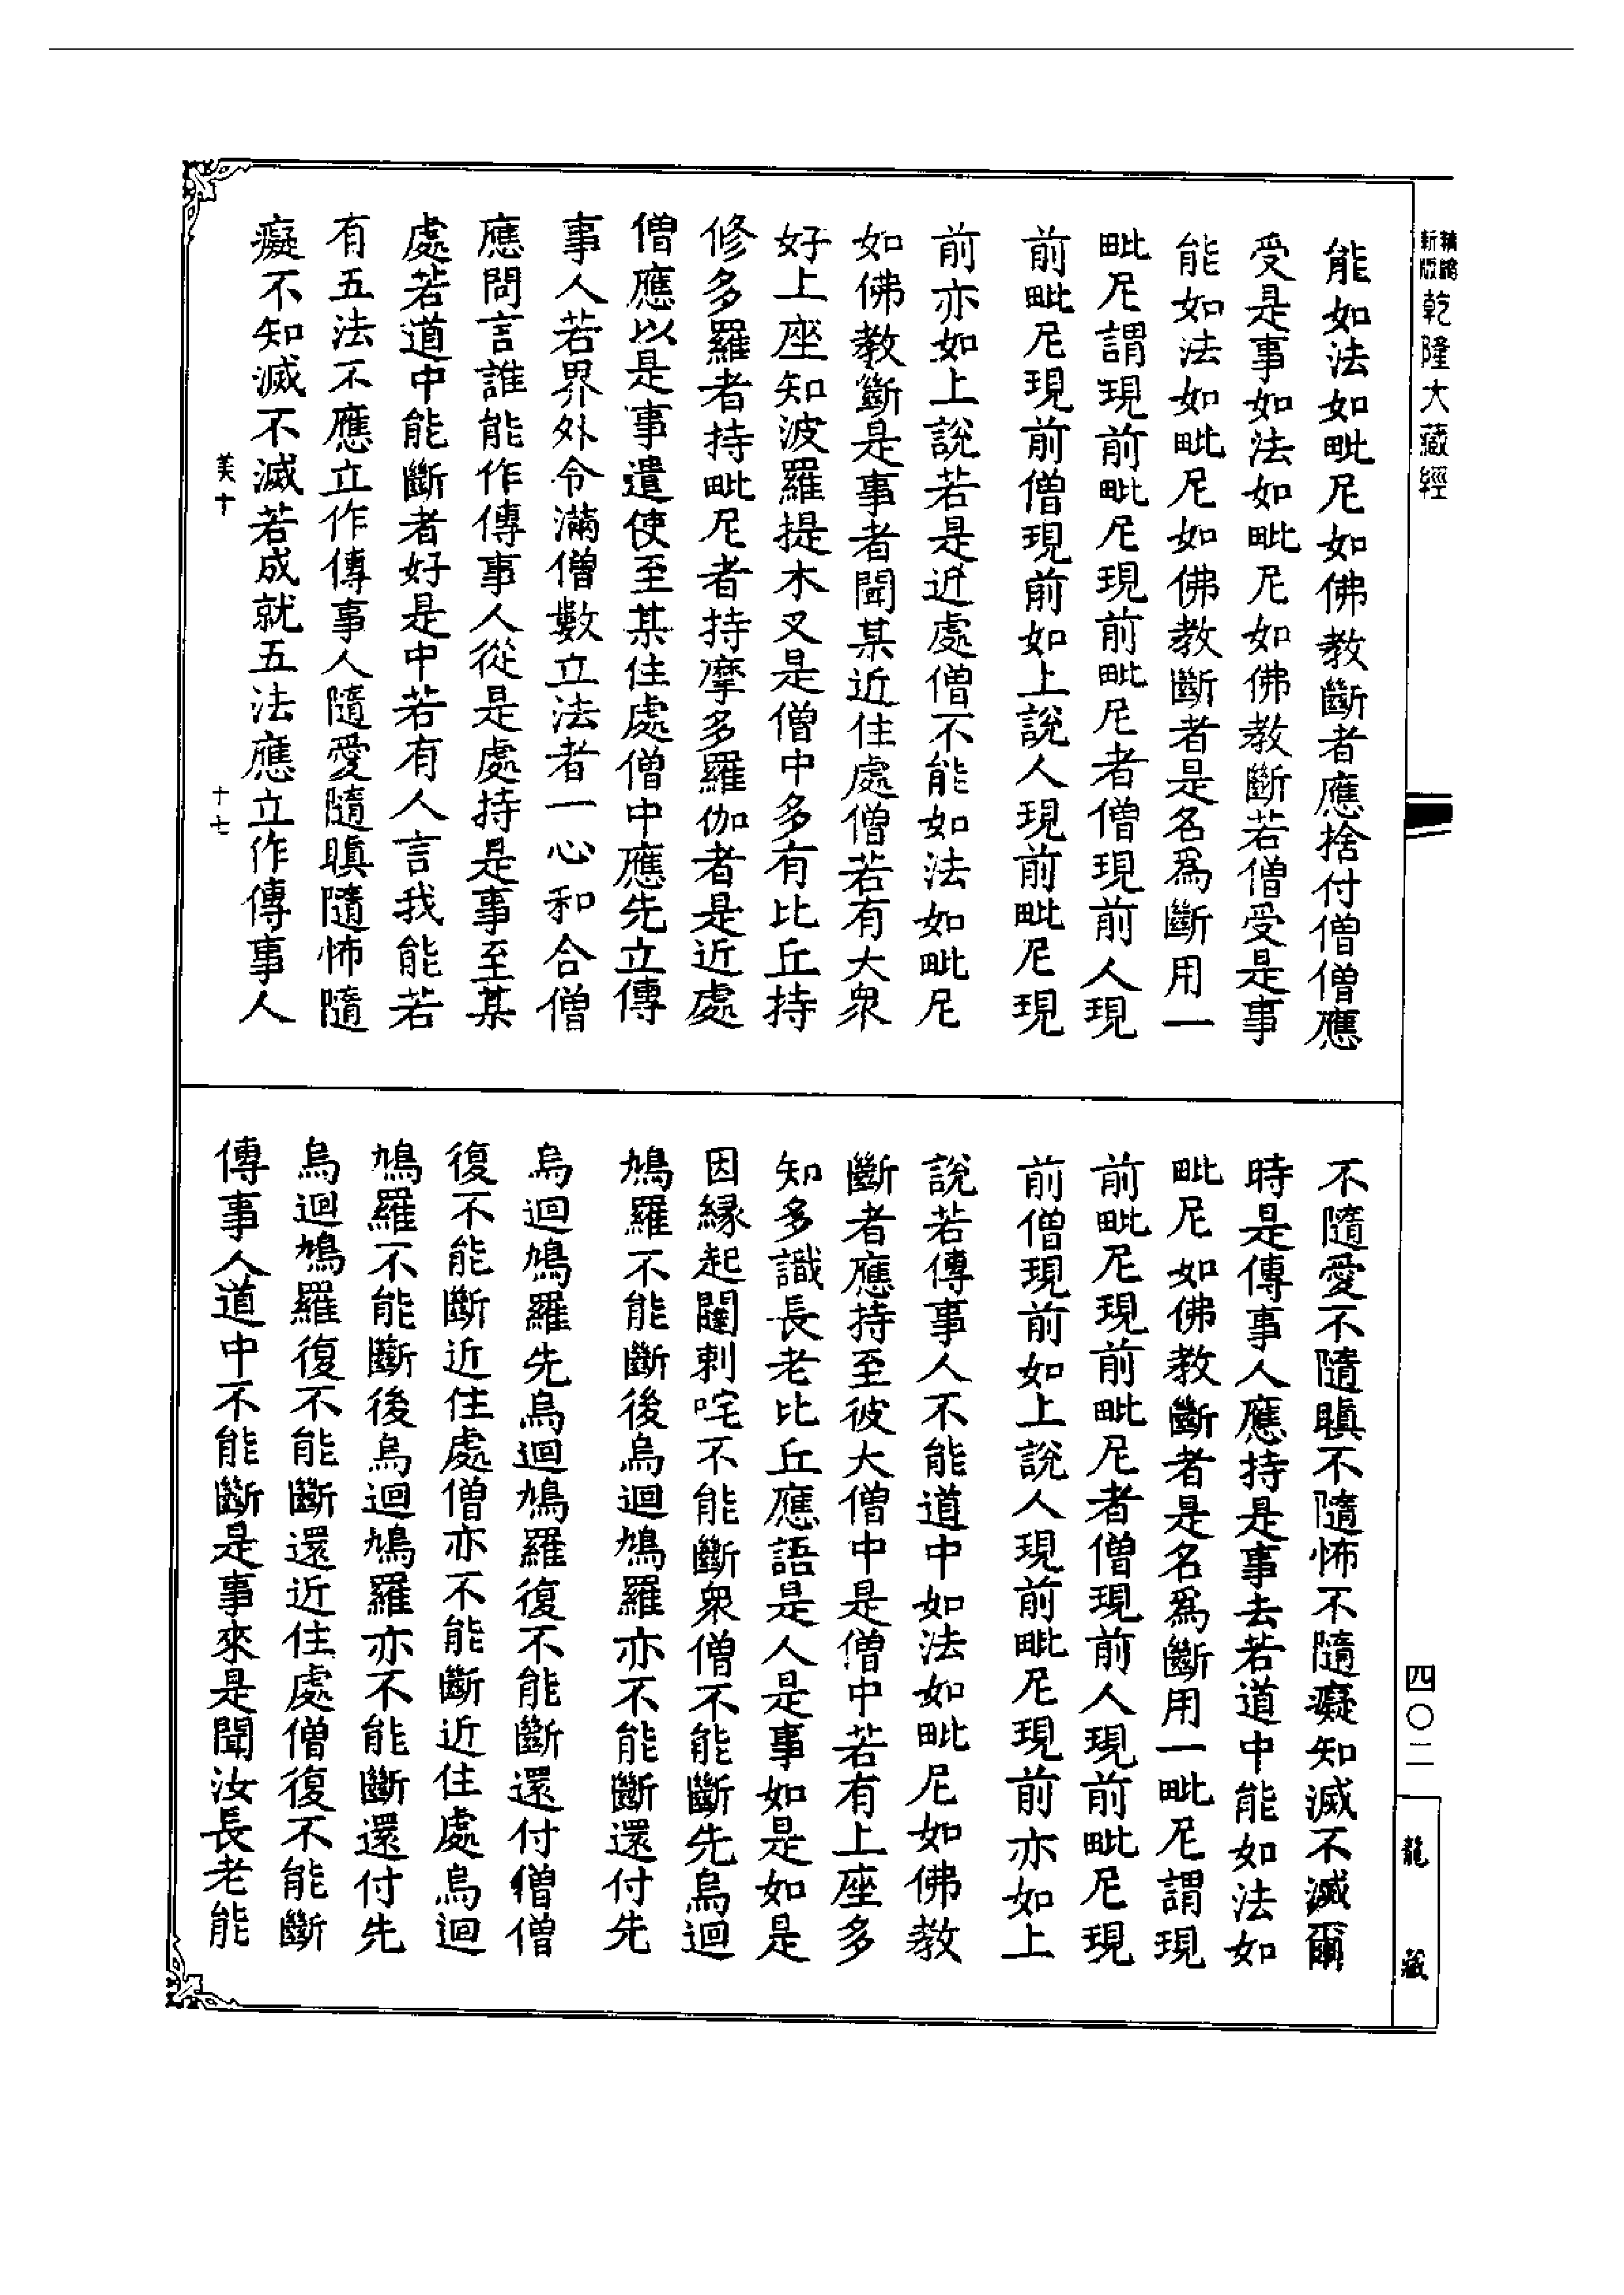 乾隆大藏經
能如法如毗尼如佛教斷者應捨付僧僧應
受是事如法如毗尼如佛教斷若僧受是事
能如法如毗尼如佛教斷者是名為斷用一
毗尼謂現前毗尼現前毗尼者僧現前人現
前毗尼現前僧現前如上說人現前毗尼現
前亦如上說若是近處僧不能如法如毗尼
如佛教斷是事者聞某近住處僧若有大衆
好上座知波羅提木叉是僧中多有比丘持
修多羅者持毗尼者持摩多羅伽者是近處
僧應以是事遣使至某住處僧中應先立傳
事人若界外令滿僧數立法者一心和合僧
應問言誰能作傳事人從是處持是事至某
處若道中能斷者好是中若有人言我能若
有五法不應立作傳事人隨愛隨瞋隨怖隨
癡不知滅不滅若成就五法應立作傳事人
美十
十七
不隨愛不隨瞋不隨怖不隨癡知滅不滅爾
時是傳事人應持是事去若道中能如法如
毗尼如佛教斷者是名為斷用一毗尼謂現
前毗尼現前毗尼者僧現前人現前毗尼現
前僧現前如上說人現前毗尼現前亦如上
說若傳事人不能道中如法如毗尼如佛教
斷者應持至彼大僧中是僧中若有上座多
知多識長老比丘應語是人是事如是如是
因緣起闥剌咤不能斷衆僧不能斷先烏迴
鳩羅不能斷後烏迴鳩羅亦不能斷還付先
烏迴鳩羅先烏迴鳩羅復不能斷還付僧僧
復不能斷近住處僧亦不能斷近住處烏迴
鳩羅不能斷後烏迴鳩羅亦不能斷還付先
烏迴鳩羅復不能斷還近住處僧復不能斷
傳事人道中不能斷是事來是聞汝長老能
四〇二
龍藏